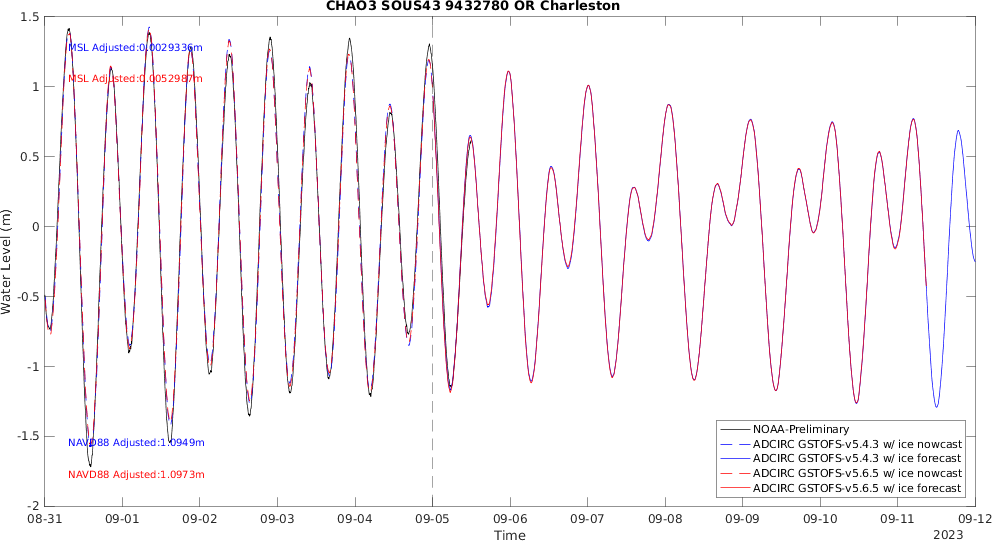 CHAO3 SOUS43 9432780 OR Charleston
1.5
1
0.5
0
-0.5
-1
-1.5
-2
Water Level (m)
MSL Adjusted:0.0029336m
MSL Adjusted:0.0052987m
NAVD88 Adjusted:1.0949m
NAVD88 Adjusted:1.0973m
NOAA-Preliminary
ADCIRC GSTOFS-v5.4.3 w/ ice nowcast
ADCIRC GSTOFS-v5.4.3 w/ ice forecast
ADCIRC GSTOFS-v5.6.5 w/ ice nowcast
ADCIRC GSTOFS-v5.6.5 w/ ice forecast
08-31 09-01 09-02 09-03 09-04 09-05 09-06 09-07 09-08 09-09 09-10 09-11 09-12
Time
2023